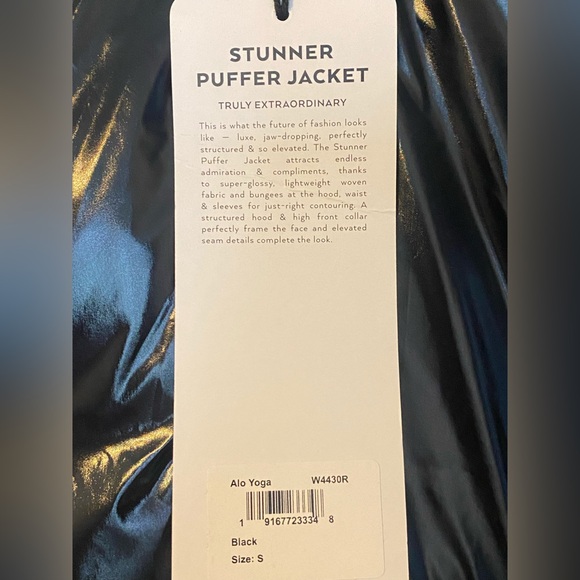 STUNNER
PUFFER JACKET
TRULY EXTRAORDINARY
This is what the future of fashion looks
like — luxe, jaw-dropping, perfectly
structured & so elevated. The Stunner
Puffer Jacket attracts endless
admiration & compliments, thanks
to super-glossy, lightweight woven
fabric and bungees at the hood, waist
& sleeves for just-right contouring. A
structured hood & high front collar
perfectly frame the face and elevated
seam details complete the look.
Alo Yoga W4430R
1 91677 23334 8
Black
Size: S